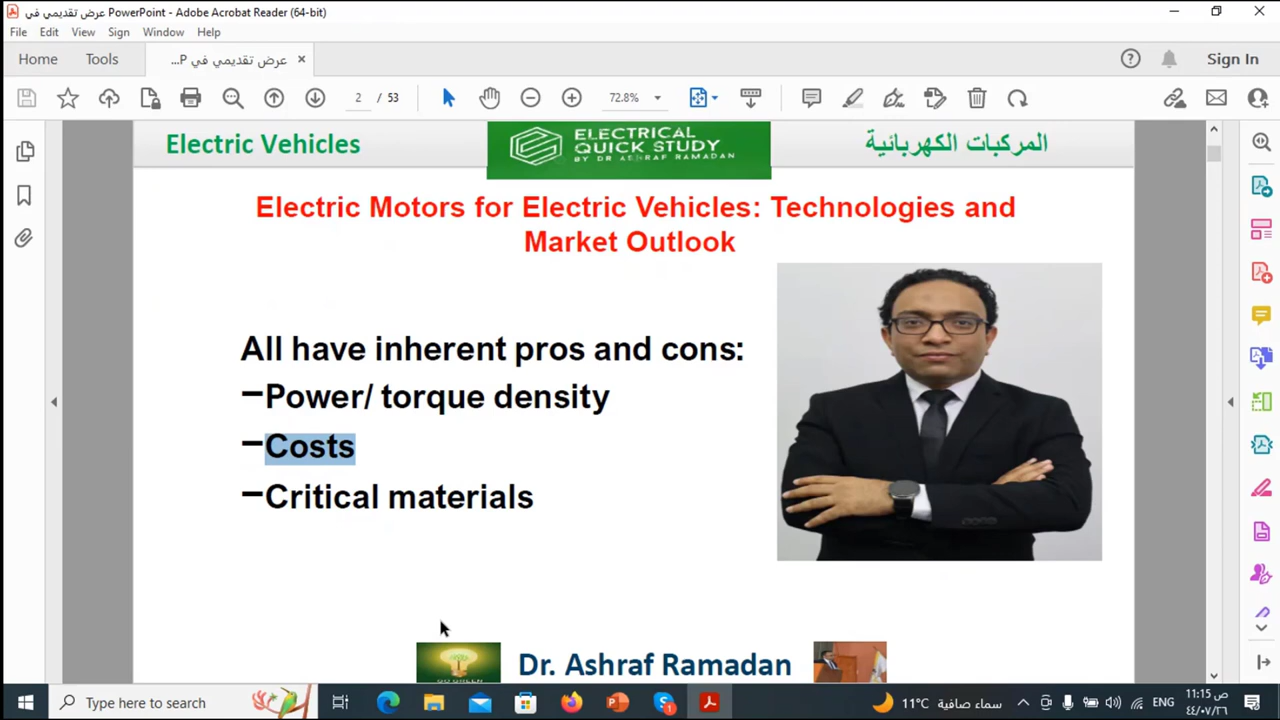 عرض تقديمي في PowerPoint - Adobe Acrobat Reader (64-bit)
File Edit View Sign Window Help
Home Tools عرض تقديمي في P... Sign In
2 / 53 72.8%
Electric Vehicles
ELECTRICAL
QUICK STUDY
BY DR ASHRAF RAMADAN
المركبات الكهربائية
Electric Motors for Electric Vehicles: Technologies and
Market Outlook
All have inherent pros and cons:
–Power/ torque density
–Costs
–Critical materials
Dr. Ashraf Ramadan
Type here to search
11°C سماء صافية
ENG
11:15 ص
٤٤/٠٧/٢٦